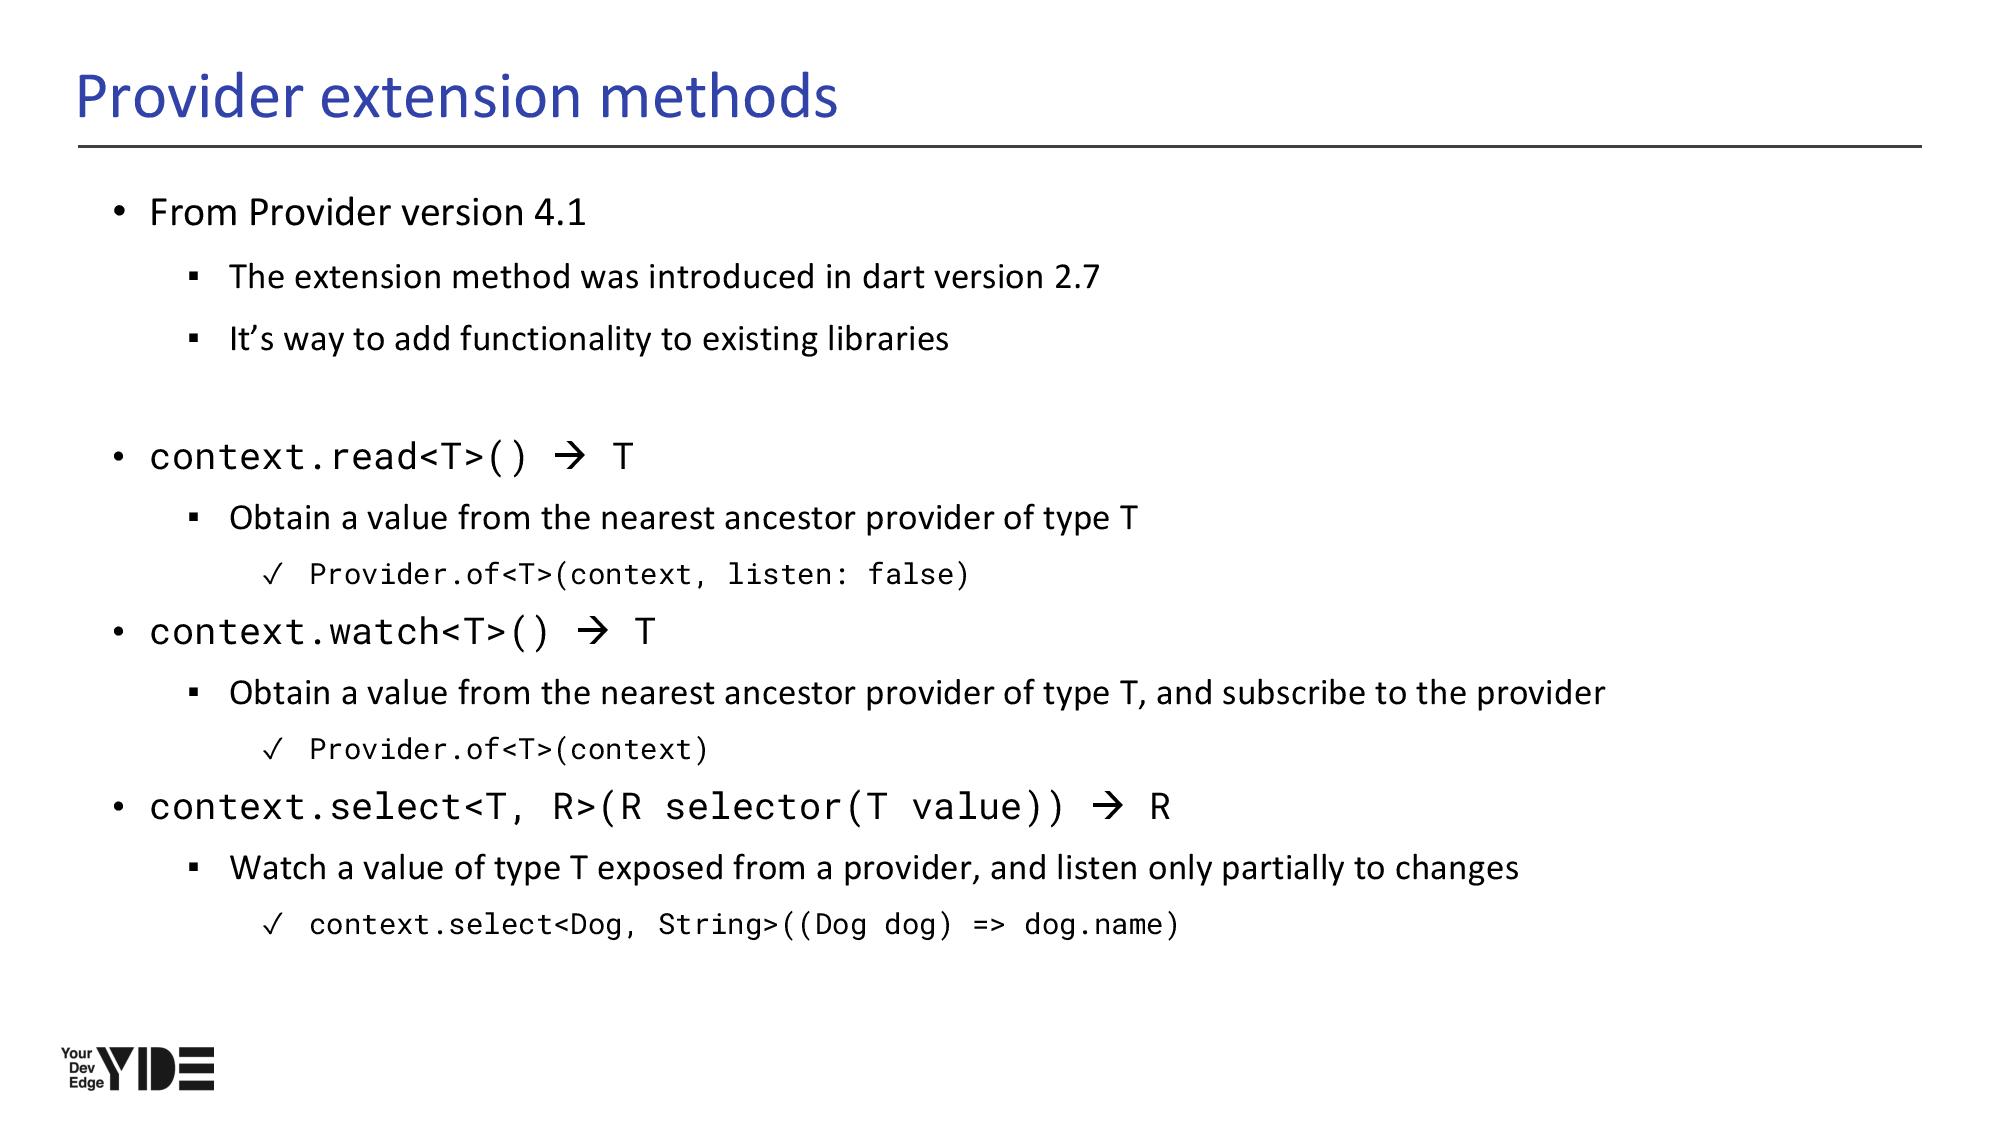 Provider extension methods
• From Provider version 4.1
▪ The extension method was introduced in dart version 2.7
▪ It’s way to add functionality to existing libraries
• context.read<T>() → T
▪ Obtain a value from the nearest ancestor provider of type T
✓ Provider.of<T>(context, listen: false)
• context.watch<T>() → T
▪ Obtain a value from the nearest ancestor provider of type T, and subscribe to the provider
✓ Provider.of<T>(context)
• context.select<T, R>(R selector(T value)) → R
▪ Watch a value of type T exposed from a provider, and listen only partially to changes
✓ context.select<Dog, String>((Dog dog) => dog.name)
Your
Dev
Edge
YDE